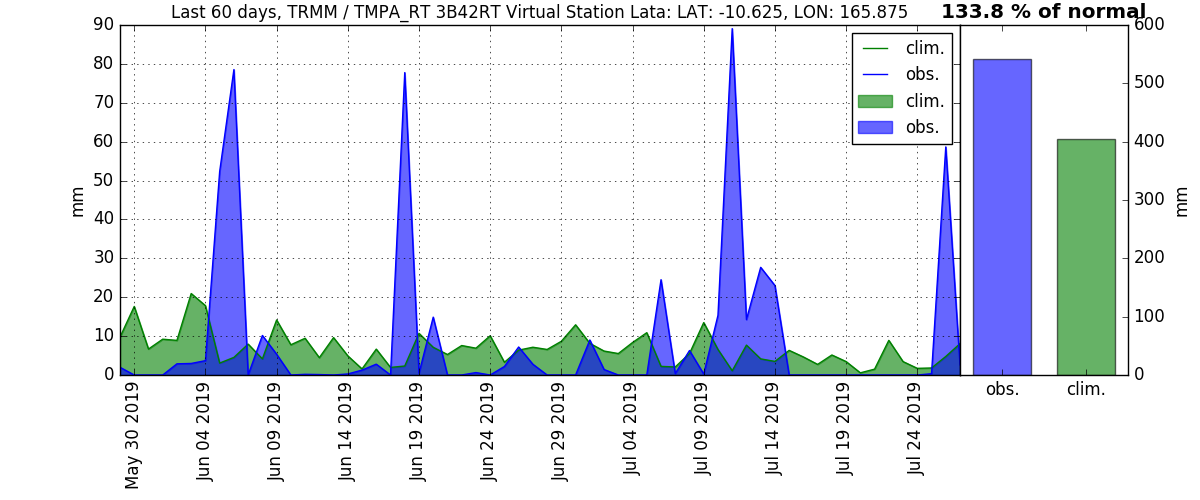 Last 60 days, TRMM / TMPA_RT 3B42RT Virtual Station Lata: LAT: -10.625, LON: 165.875
133.8 % of normal
90
80
70
60
50
40
30
20
10
0
mm
clim.
obs.
clim.
obs.
600
500
400
300
200
100
0
mm
May 30 2019
Jun 04 2019
Jun 09 2019
Jun 14 2019
Jun 19 2019
Jun 24 2019
Jun 29 2019
Jul 04 2019
Jul 09 2019
Jul 14 2019
Jul 19 2019
Jul 24 2019
obs.
clim.